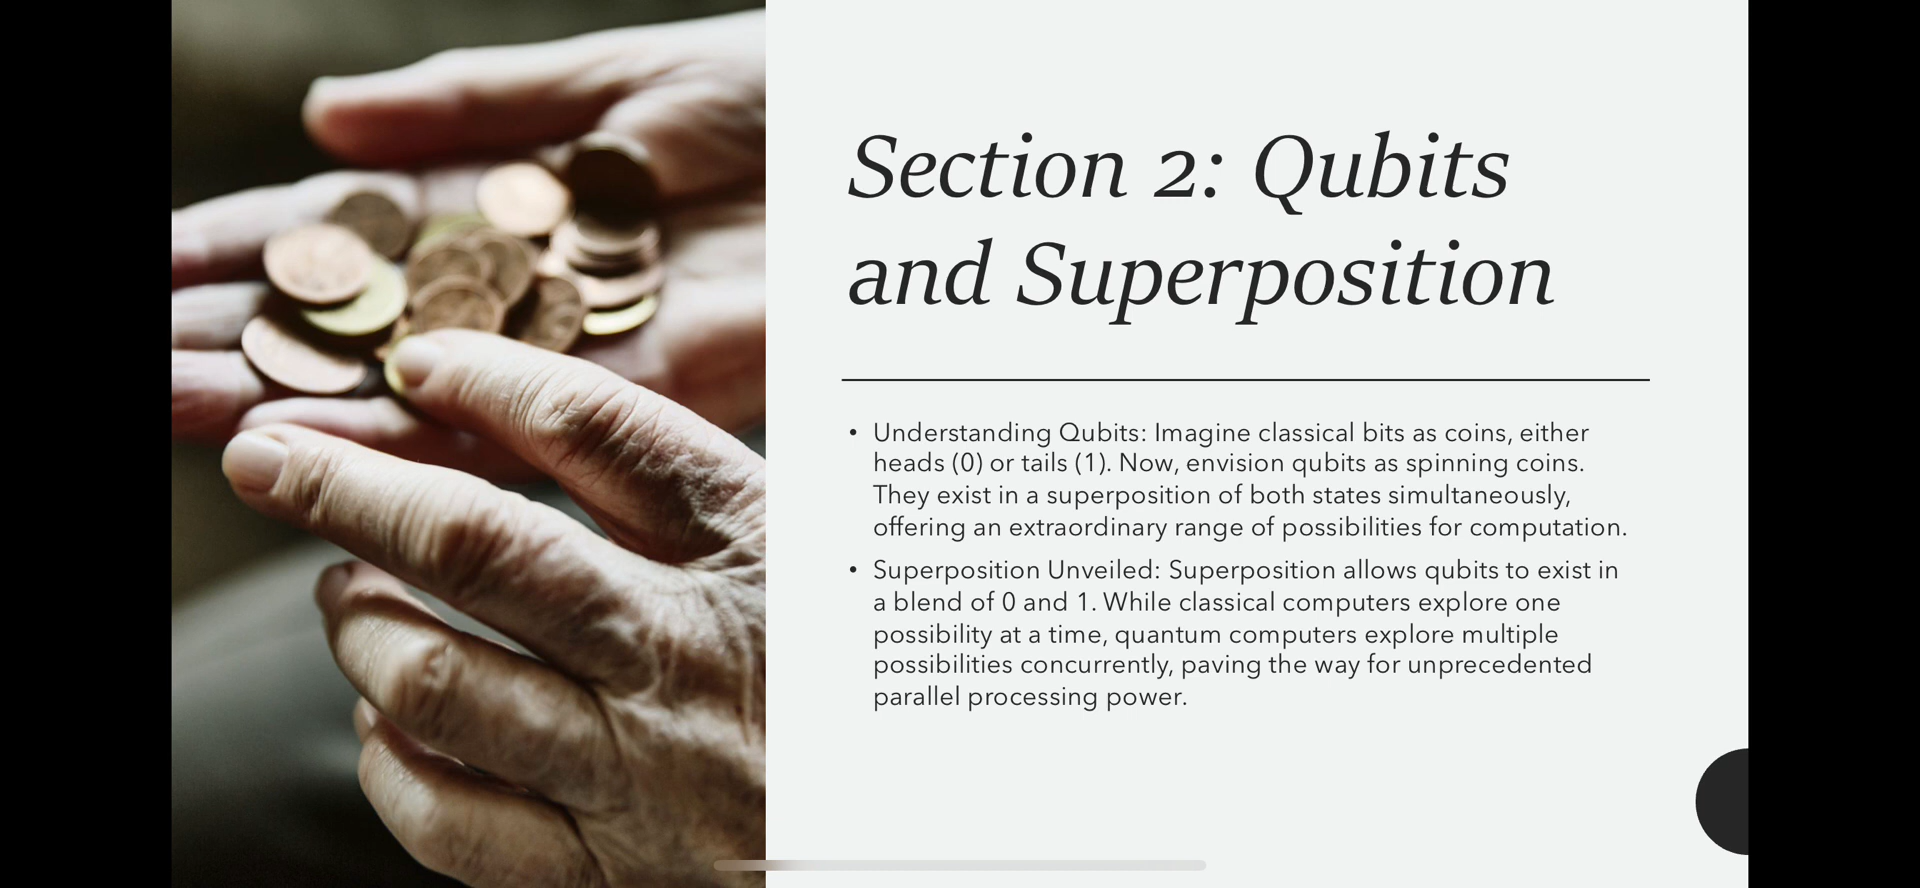 Section 2: Qubits
and Superposition
• Understanding Qubits: Imagine classical bits as coins, either
heads (0) or tails (1). Now, envision qubits as spinning coins.
They exist in a superposition of both states simultaneously,
offering an extraordinary range of possibilities for computation.
• Superposition Unveiled: Superposition allows qubits to exist in
a blend of 0 and 1. While classical computers explore one
possibility at a time, quantum computers explore multiple
possibilities concurrently, paving the way for unprecedented
parallel processing power.